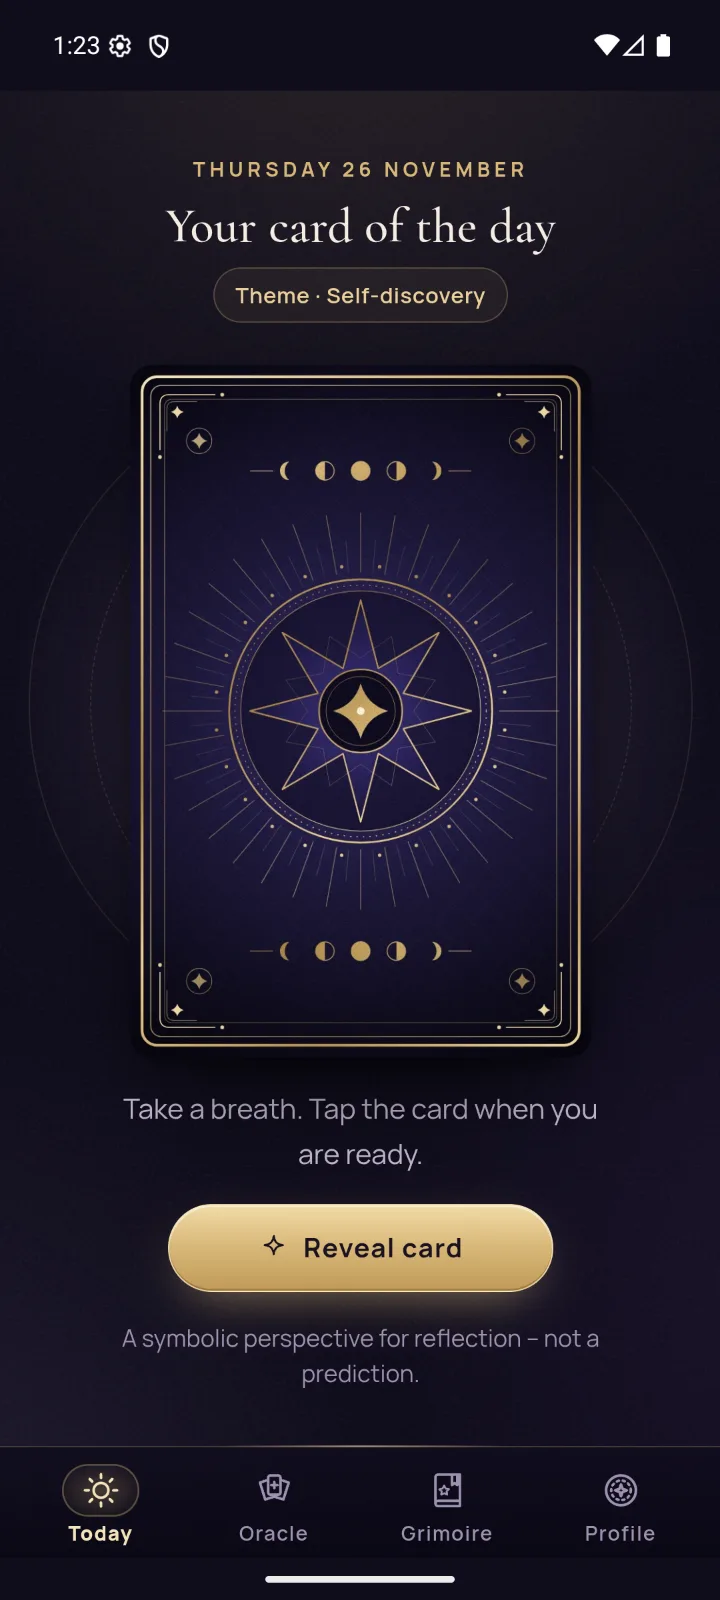 1:23
THURSDAY 26 NOVEMBER
Your card of the day
Theme · Self-discovery
Take a breath. Tap the card when you
are ready.
Reveal card
A symbolic perspective for reflection – not a
prediction.
Today
Oracle
Grimoire
Profile